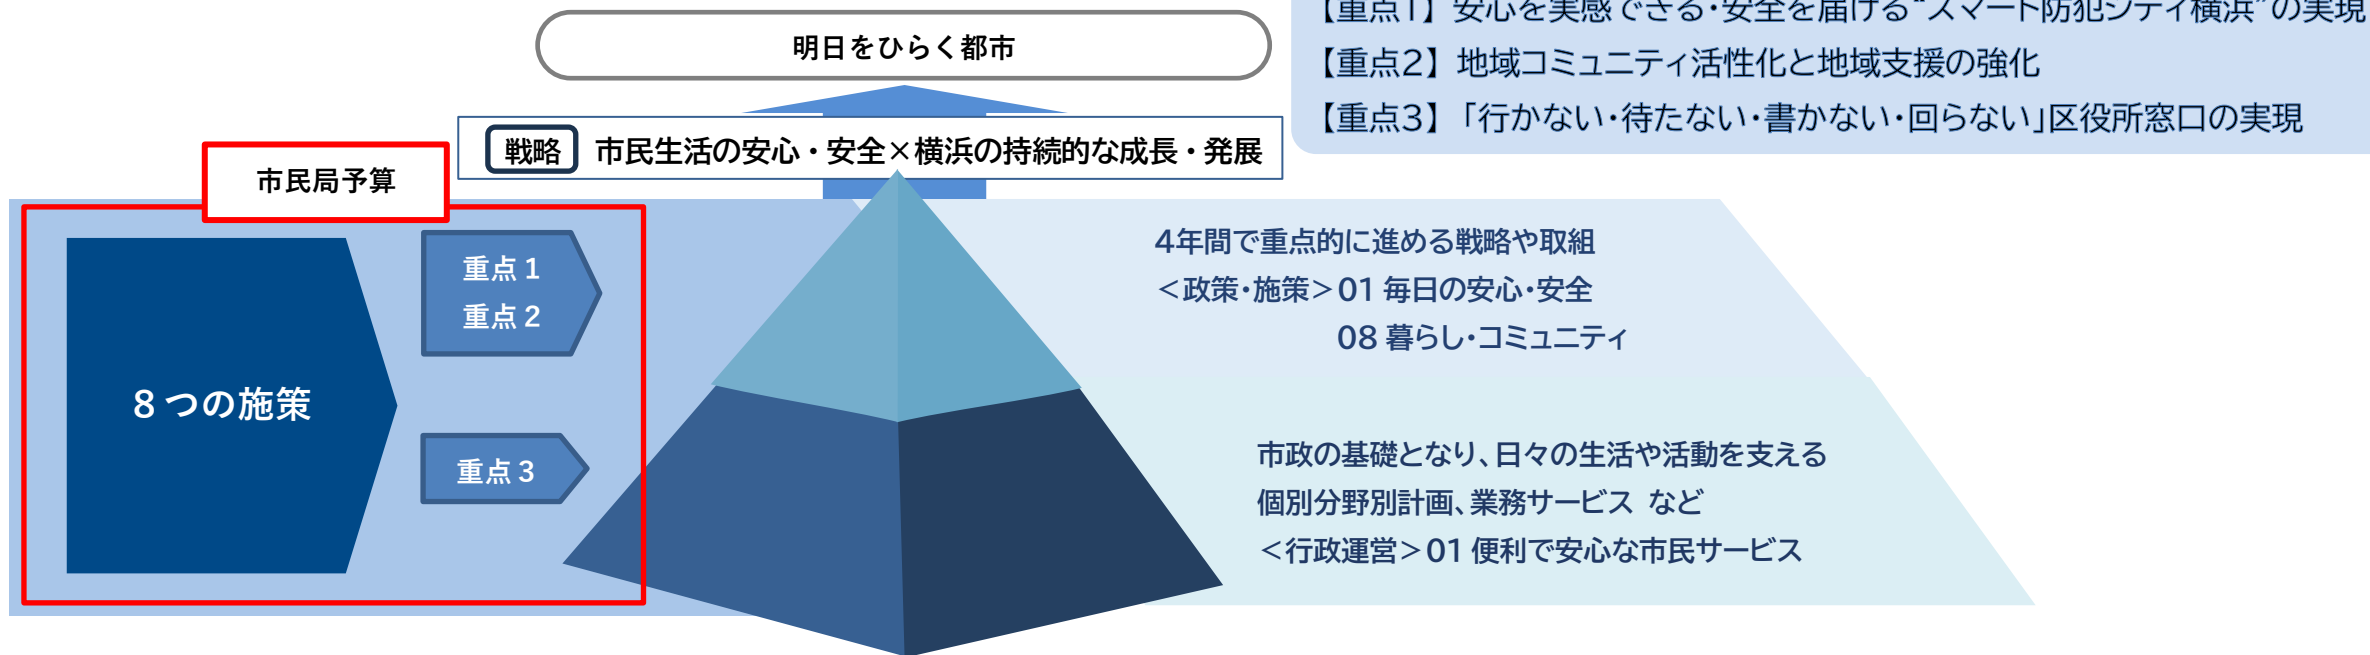 明日をひらく都市
【重点1】 安心を実感できる・安全を届ける“スマート防犯シティ横浜”の実現
【重点2】 地域コミュニティ活性化と地域支援の強化
【重点3】 「行かない・待たない・書かない・回らない」区役所窓口の実現
戦略 市民生活の安心・安全×横浜の持続的な成長・発展
市民局予算
8つの施策
重点1
重点2
重点3
4年間で重点的に進める戦略や取組
＜政策・施策＞01 毎日の安心・安全
08 暮らし・コミュニティ
市政の基礎となり、日々の生活や活動を支える
個別分野別計画、業務サービス など
＜行政運営＞01 便利で安心な市民サービス